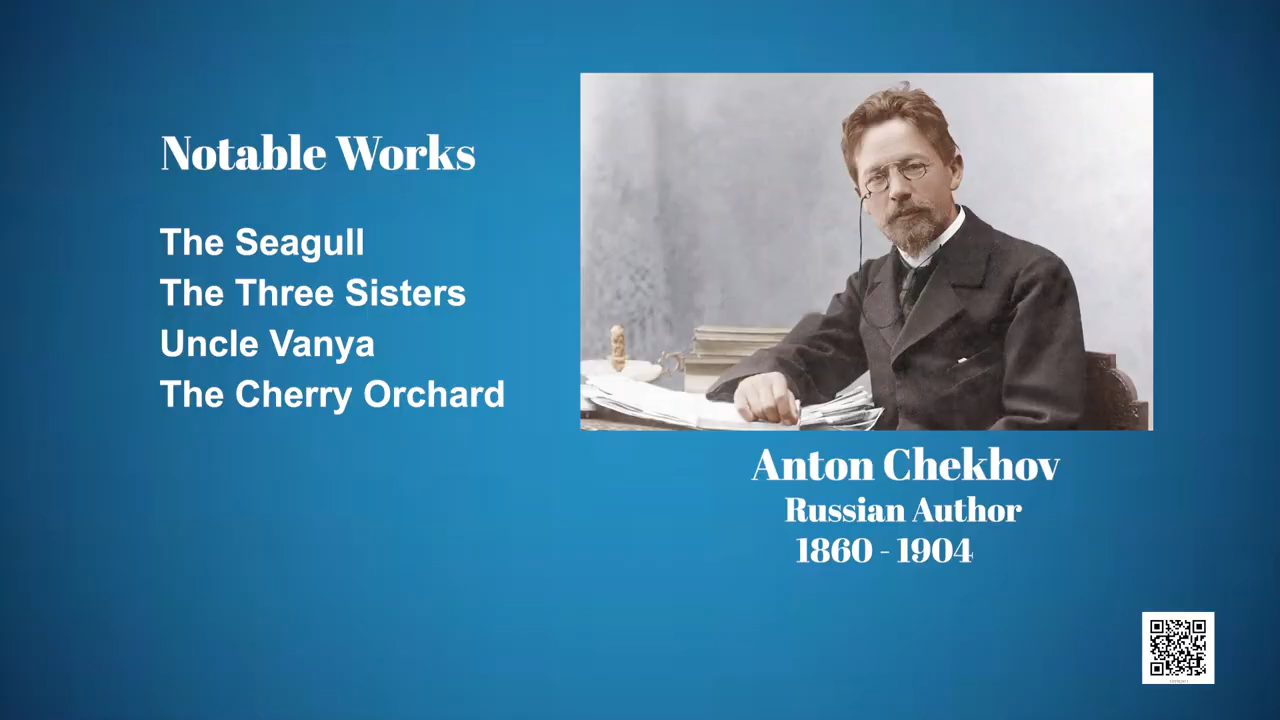 Notable Works
The Seagull
The Three Sisters
Uncle Vanya
The Cherry Orchard
Anton Chekhov
Russian Author
1860 - 1904